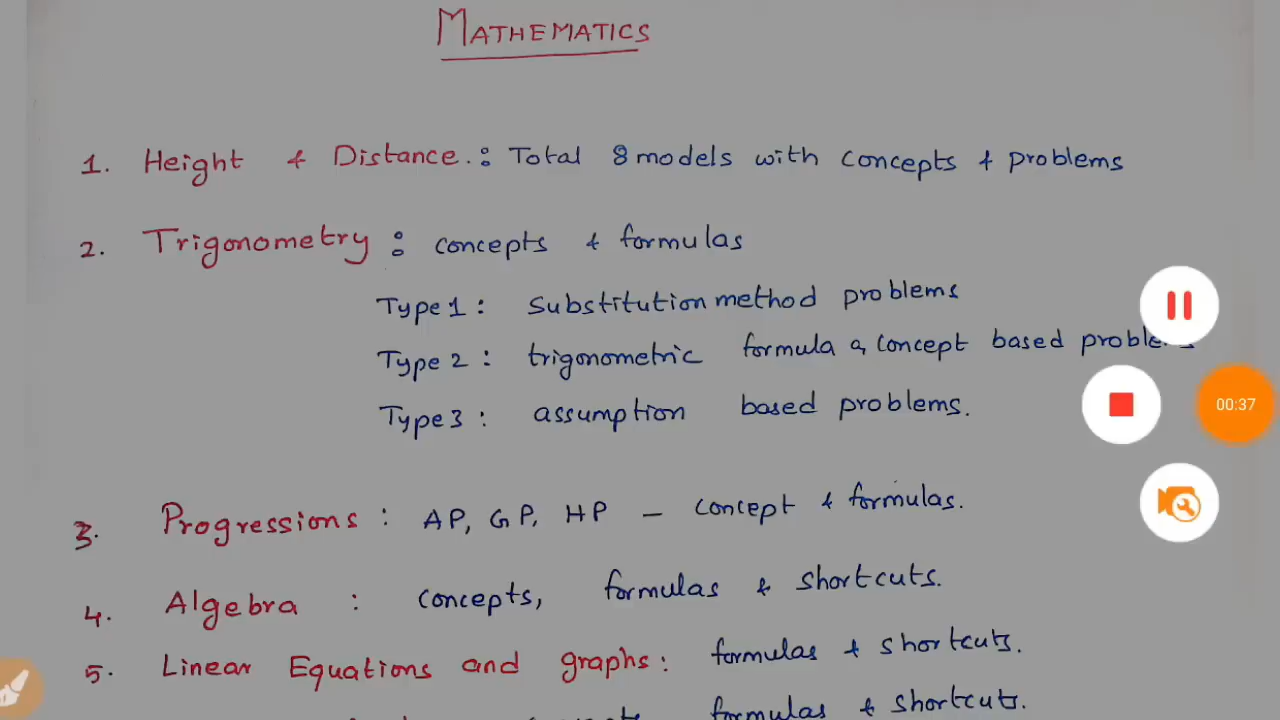 MATHEMATICS
1. Height & Distance : Total 8 models with concepts & problems
2. Trigonometry : concepts & formulas
Type 1 : Substitution method problems
Type 2 : trigonometric formula & concept based
Type 3 : assumption based problems.
3. Progressions : AP, GP, HP – concept & formulas.
4. Algebra : concepts, formulas & shortcuts.
5. Linear Equations and graphs : formulas & shortcuts.
formulas & shortcuts.
00:37